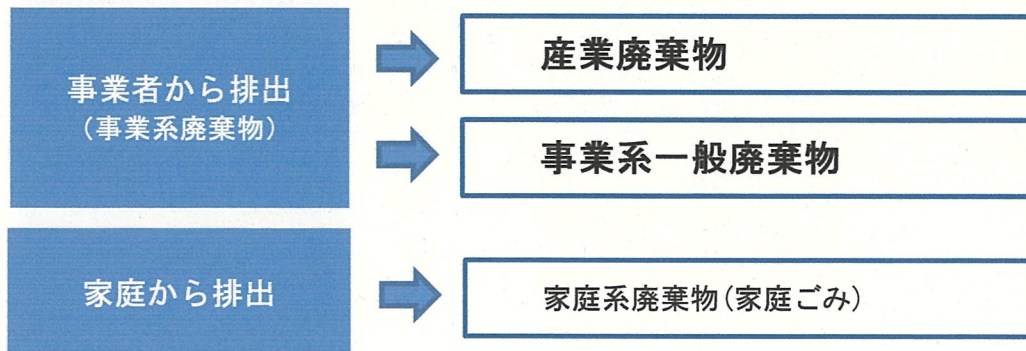 事業者から排出
(事業系廃棄物)
産業廃棄物
事業系一般廃棄物
家庭から排出
家庭系廃棄物(家庭ごみ)